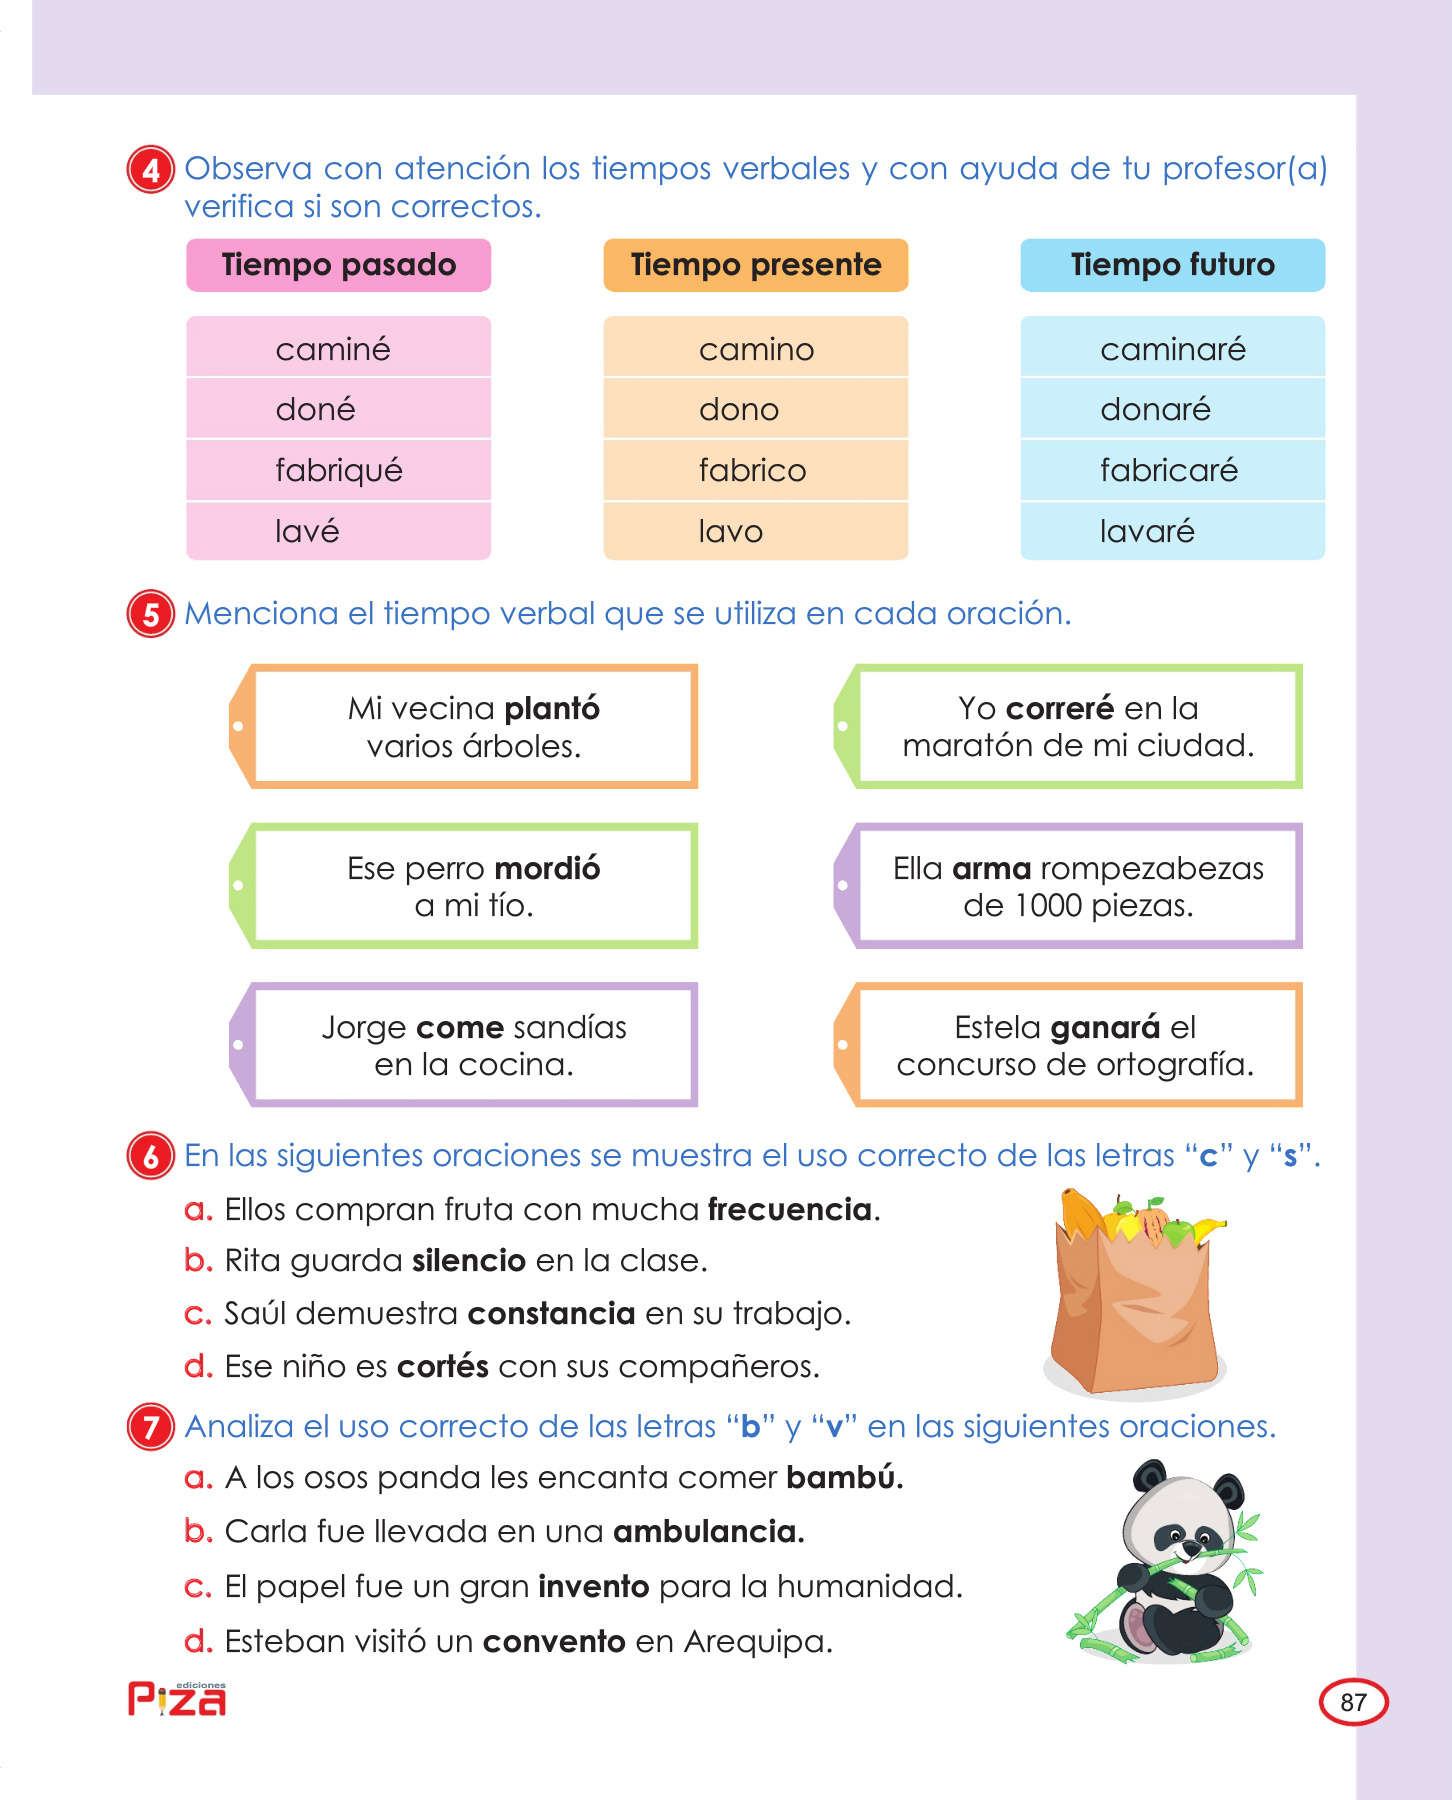 4 Observa con atención los tiempos verbales y con ayuda de tu profesor(a)
verifica si son correctos.
Tiempo pasado Tiempo presente Tiempo futuro
caminé camino caminaré
doné dono donaré
fabriqué fabrico fabricaré
lavé lavo lavaré
5 Menciona el tiempo verbal que se utiliza en cada oración.
Mi vecina plantó
varios árboles.
Yo correré en la
maratón de mi ciudad.
Ese perro mordió
a mi tío.
Ella arma rompezabezas
de 1000 piezas.
Jorge come sandías
en la cocina.
Estela ganará el
concurso de ortografía.
6 En las siguientes oraciones se muestra el uso correcto de las letras “c” y “s”.
a. Ellos compran fruta con mucha frecuencia.
b. Rita guarda silencio en la clase.
c. Saúl demuestra constancia en su trabajo.
d. Ese niño es cortés con sus compañeros.
7 Analiza el uso correcto de las letras “b” y “v” en las siguientes oraciones.
a. A los osos panda les encanta comer bambú.
b. Carla fue llevada en una ambulancia.
c. El papel fue un gran invento para la humanidad.
d. Esteban visitó un convento en Arequipa.
ediciones
Piza
87